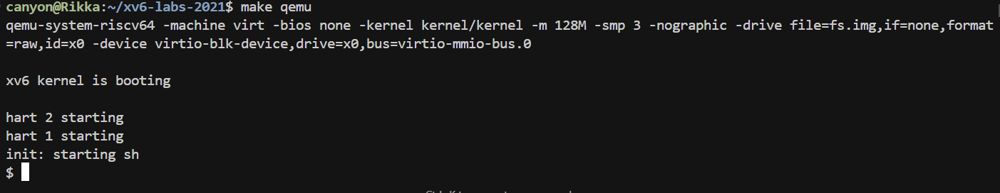 canyon@Rikka:~/xv6-labs-2021$ make qemu
qemu-system-riscv64 -machine virt -bios none -kernel kernel/kernel -m 128M -smp 3 -nographic -drive file=fs.img,if=none,format
=raw,id=x0 -device virtio-blk-device,drive=x0,bus=virtio-mmio-bus.0
xv6 kernel is booting
hart 2 starting
hart 1 starting
init: starting sh
$